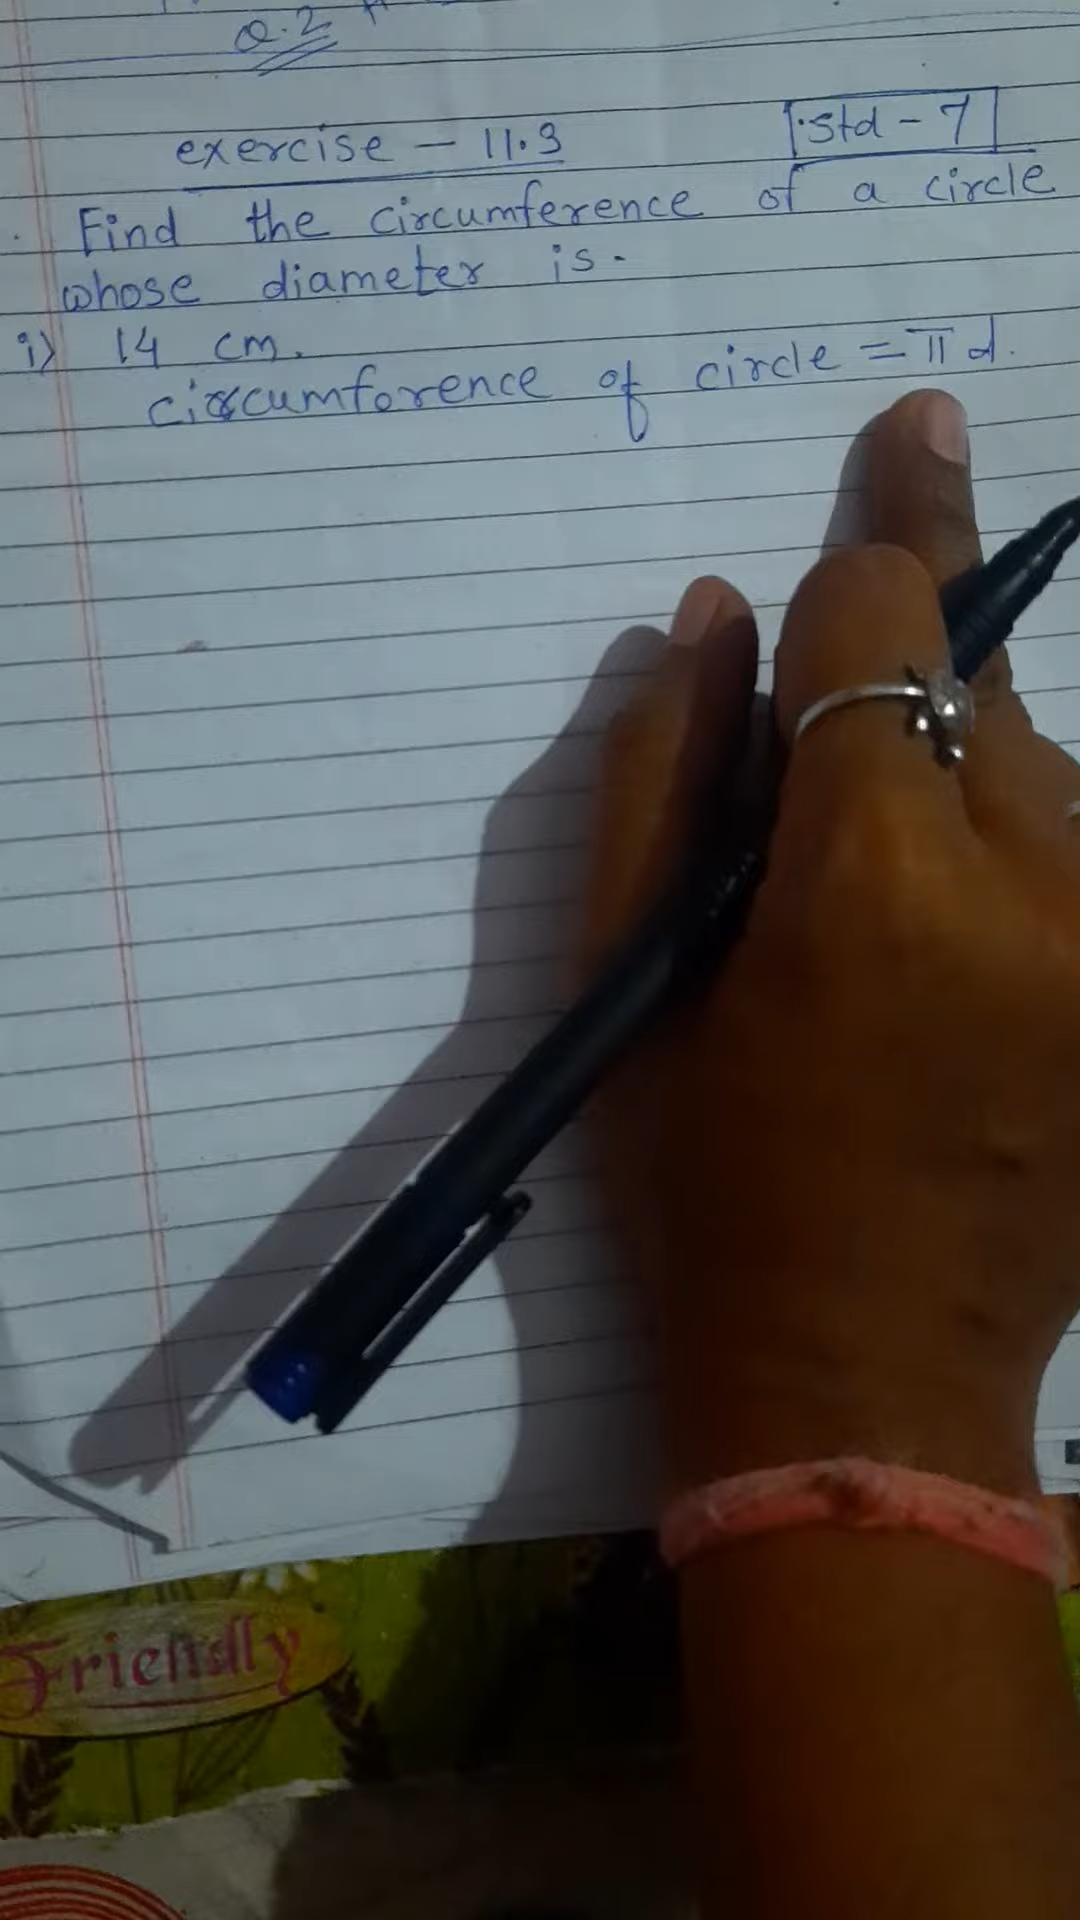 Q.2
exercise - 11.3
Std - 7
Find the circumference of a circle
whose diameter is.
i) 14 cm.
circumforence of circle = π d.
Friendly